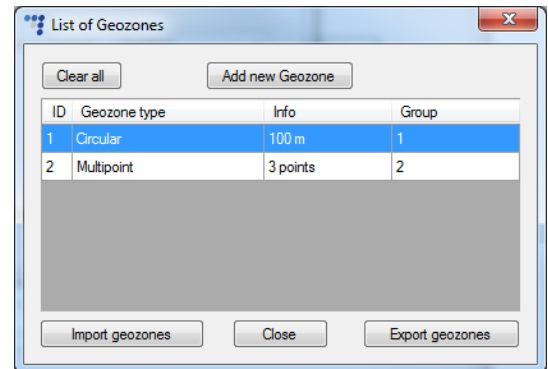 List of Geozones
Clear all Add new Geozone
ID Geozone type Info Group
1 Circular 100 m 1
2 Multipoint 3 points 2
Import geozones Close Export geozones